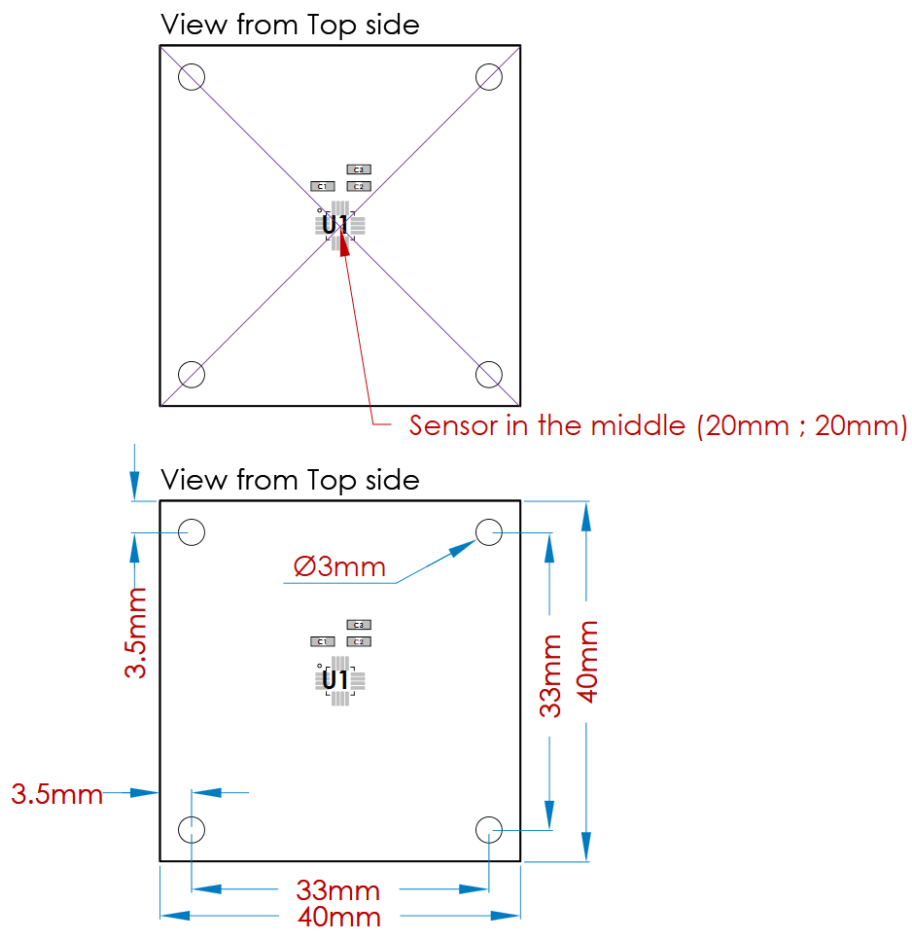 View from Top side
C3
C1
C2
U1
Sensor in the middle (20mm ; 20mm)
View from Top side
Ø3mm
3.5mm
C3
C1
C2
U1
33mm
40mm
3.5mm
33mm
40mm